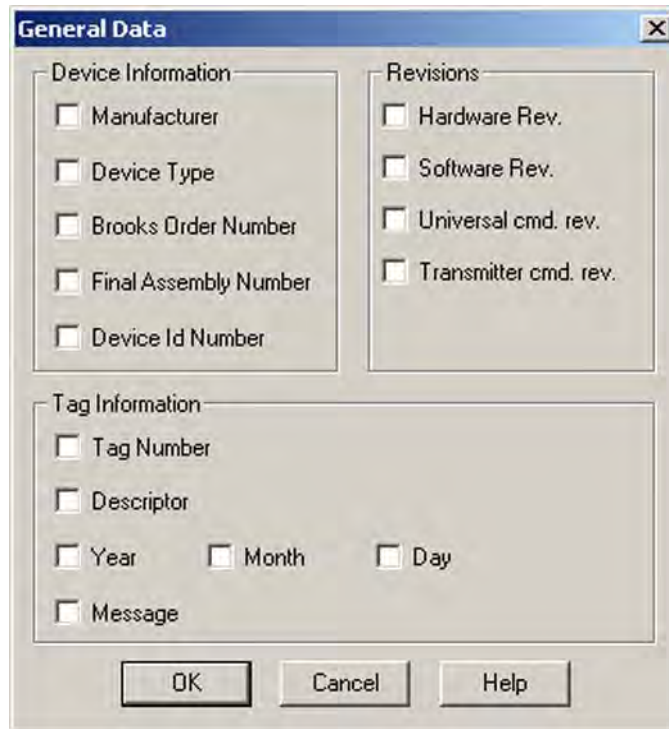 General Data
Device Information
Manufacturer
Device Type
Brooks Order Number
Final Assembly Number
Device Id Number
Revisions
Hardware Rev.
Software Rev.
Universal cmd. rev.
Transmitter cmd. rev.
Tag Information
Tag Number
Descriptor
Year Month Day
Message
OK Cancel Help